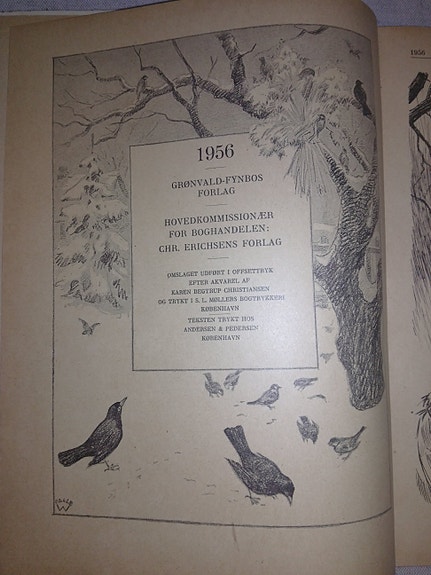 1956
GRØNVALD-FYNBOS
FORLAG
HOVEDKOMMISSIONÆR
FOR BOGHANDELEN:
CHR. ERICHSENS FORLAG
OMSLAGET UDFØRT I OFFSETTRYK
EFTER AKVAREL AF
KAREN BEGTRUP CHRISTIANSEN
OG TRYKT I S. L. MØLLERS BOGTRYKKERI
KØBENHAVN
TEKSTEN TRYKT HOS
ANDERSEN & PEDERSEN
KØBENHAVN
1956